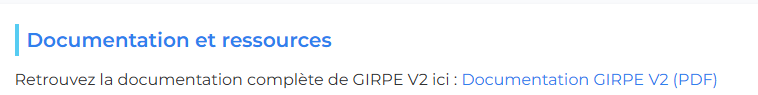 Documentation et ressources
Retrouvez la documentation complète de GIRPE V2 ici : Documentation GIRPE V2 (PDF)